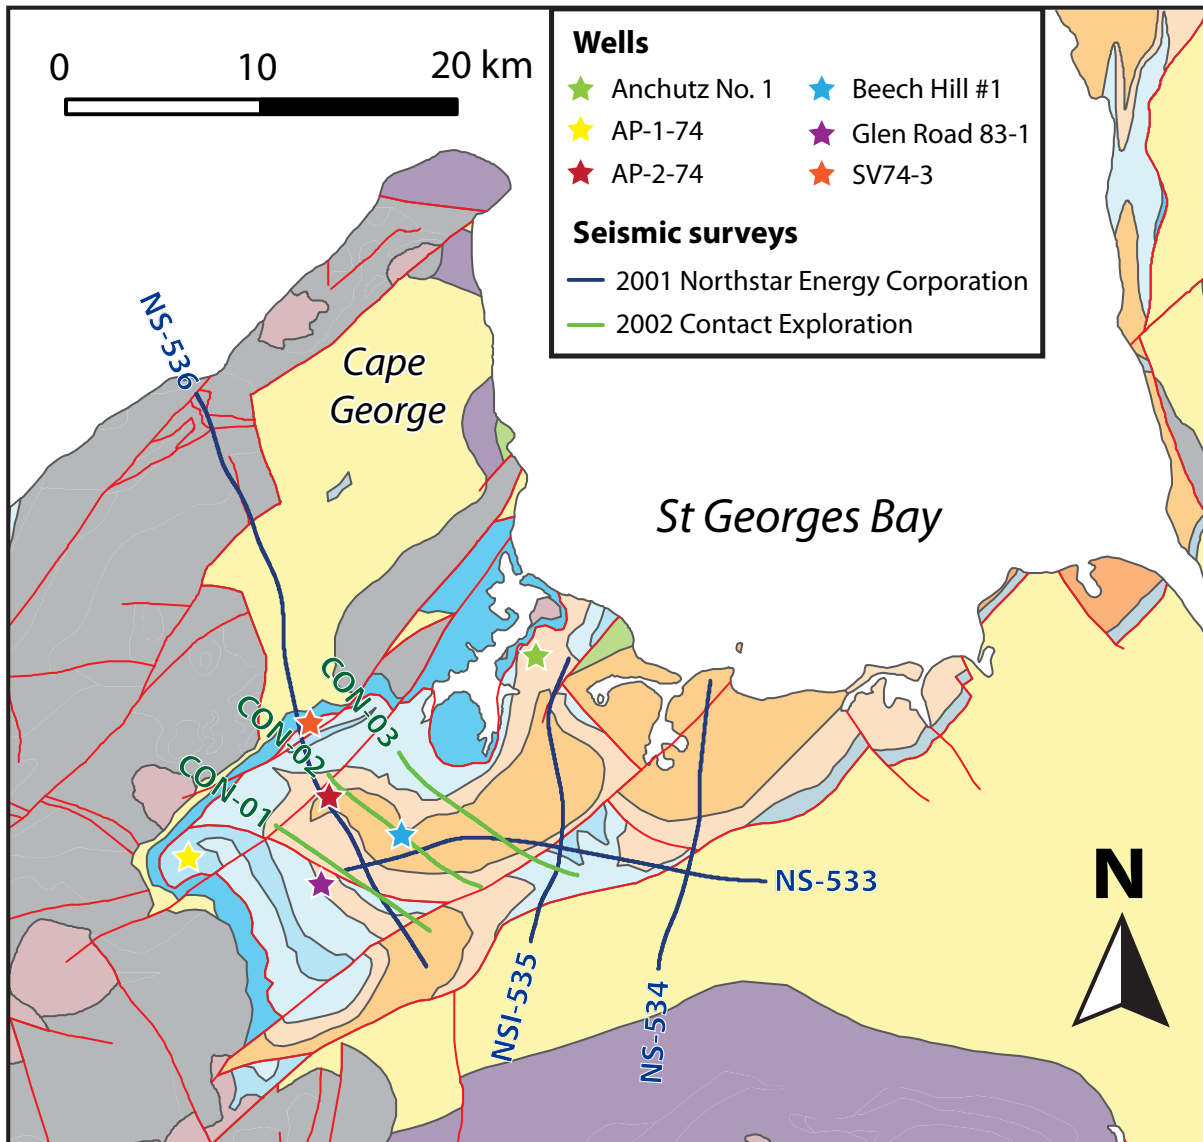 0 10 20 km
Wells
Anchutz No. 1
AP-1-74
AP-2-74
Beech Hill #1
Glen Road 83-1
SV74-3
Seismic surveys
2001 Northstar Energy Corporation
2002 Contact Exploration
NS-536
Cape
George
St Georges Bay
CON-03
CON-02
CON-01
NS-533
NSI-535
NS-534
N